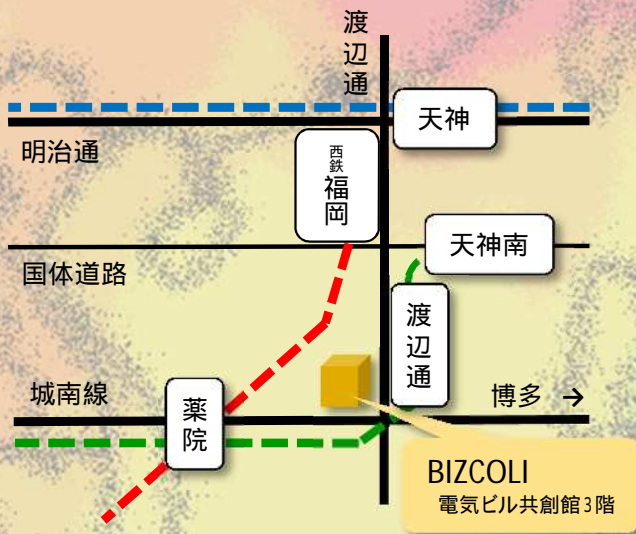 渡辺通
天神
明治通
西鉄
福岡
天神南
国体道路
渡辺通
城南線
薬院
博多 →
BIZCOLI
電気ビル共創館3階